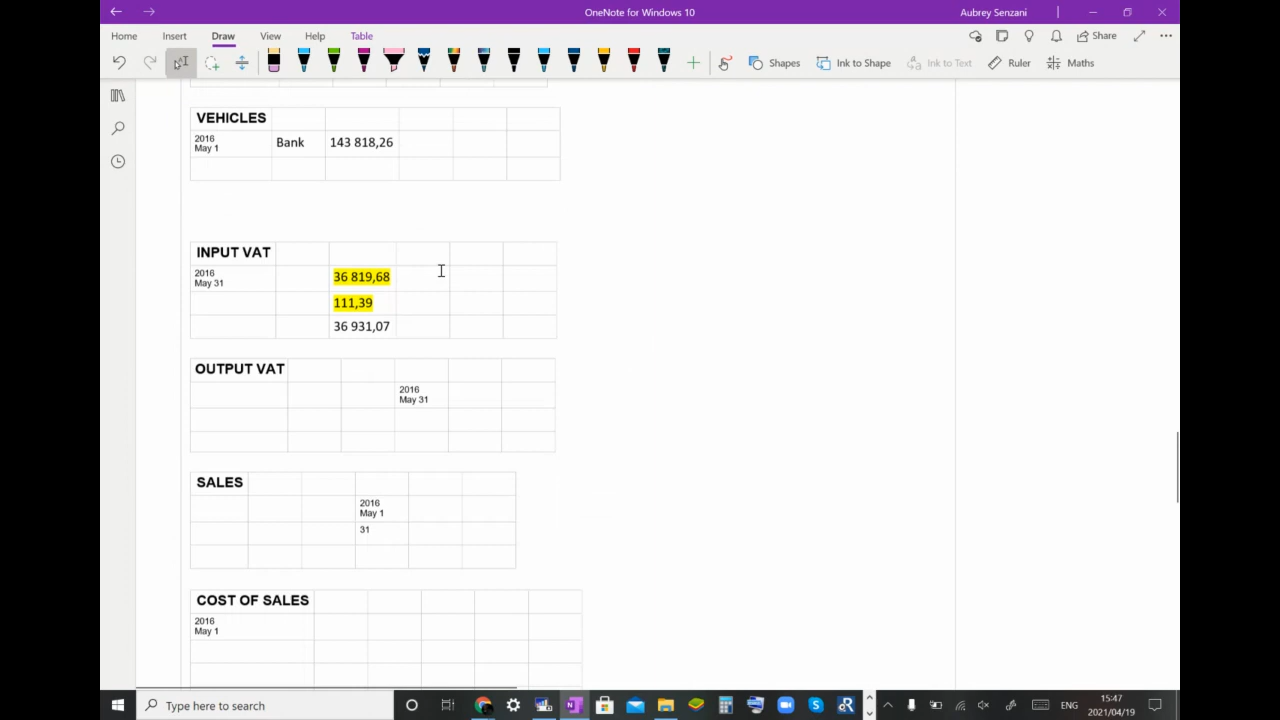 OneNote for Windows 10
Aubrey Senzani
Home Insert Draw View Help Table
Share
Shapes Ink to Shape Ink to Text Ruler Maths
VEHICLES
2016
May 1 Bank 143 818,26
INPUT VAT
2016
May 31 36 819,68
111,39
36 931,07
OUTPUT VAT
2016
May 31
SALES
2016
May 1
31
COST OF SALES
2016
May 1
Type here to search
ENG
15:47
2021/04/19